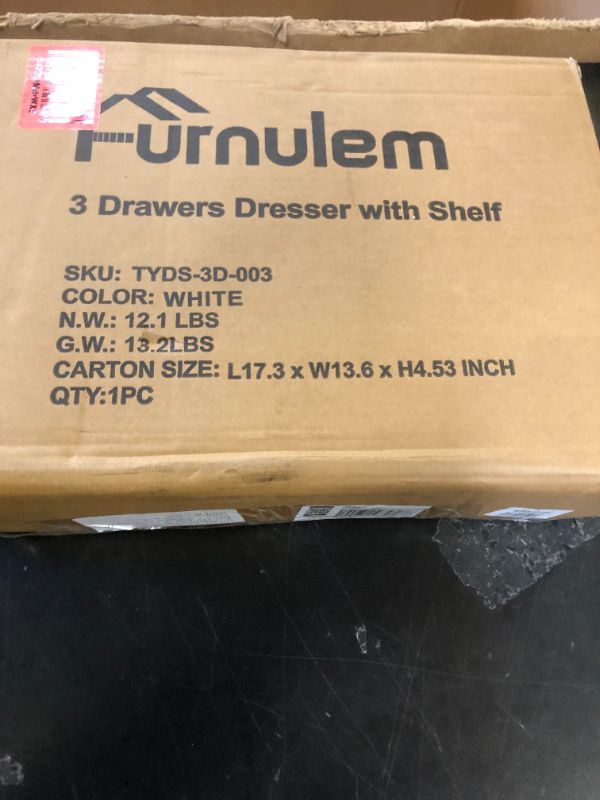 Furnulem
3 Drawers Dresser with Shelf
SKU: TYDS-3D-003
COLOR: WHITE
N.W.: 12.1 LBS
G.W.: 13.2LBS
CARTON SIZE: L17.3 x W13.6 x H4.53 INCH
QTY:1PC